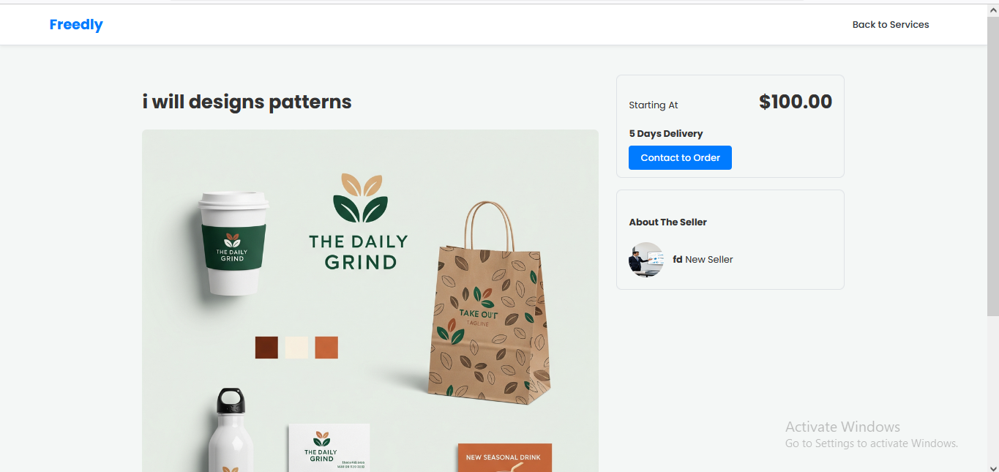 Freedly
Back to Services
i will designs patterns
Starting At
$100.00
5 Days Delivery
Contact to Order
About The Seller
fd New Seller
THE DAILY
GRIND
THE DAILY
GRIND
TAKE OUT
TAGLINE
THE DAILY
GRIND
NEW SEASONAL DRINK
Activate Windows
Go to Settings to activate Windows.